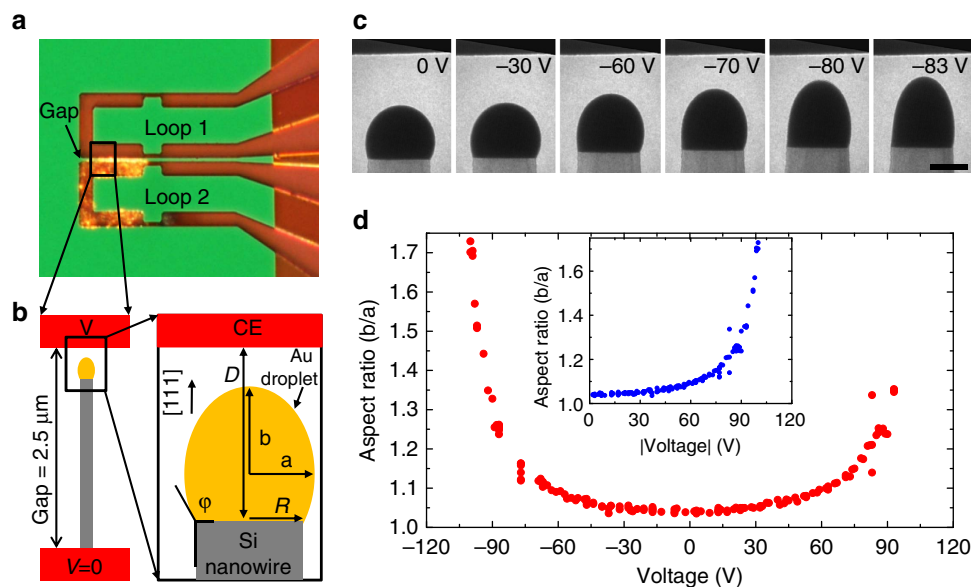 a
Gap
Loop 1
Loop 2
b
V
Gap = 2.5 μm
V=0
CE
[111]
D
Au
droplet
b
a
φ
R
Si
nanowire
c
0 V
–30 V
–60 V
–70 V
–80 V
–83 V
d
Aspect ratio (b/a)
1.7
1.6
1.5
1.4
1.3
1.2
1.1
1.0
–120 –90 –60 –30 0 30 60 90 120
Voltage (V)
Aspect ratio (b/a)
1.6
1.4
1.2
1.0
0 30 60 90 120
|Voltage| (V)